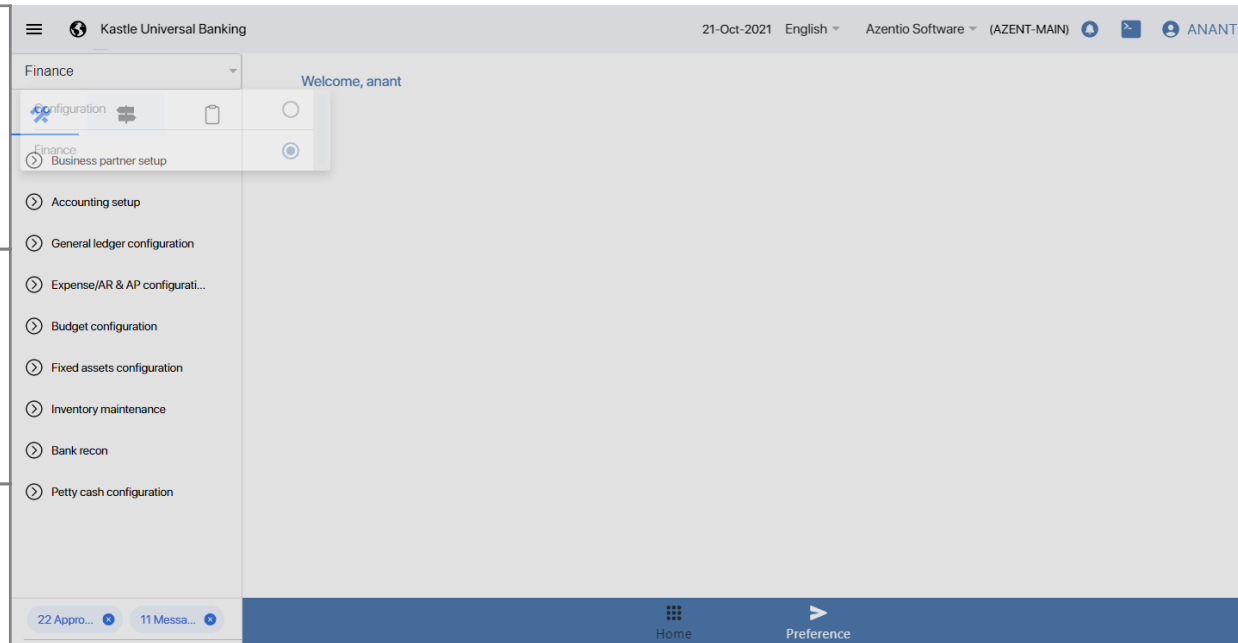 Kastle Universal Banking
21-Oct-2021 English Azentio Software (AZENT-MAIN) ANANT
Finance
Welcome, anant
Configuration
Finance
Business partner setup
Accounting setup
General ledger configuration
Expense/AR & AP configurati...
Budget configuration
Fixed assets configuration
Inventory maintenance
Bank recon
Petty cash configuration
22 Appro... 11 Messa...
Home Preference